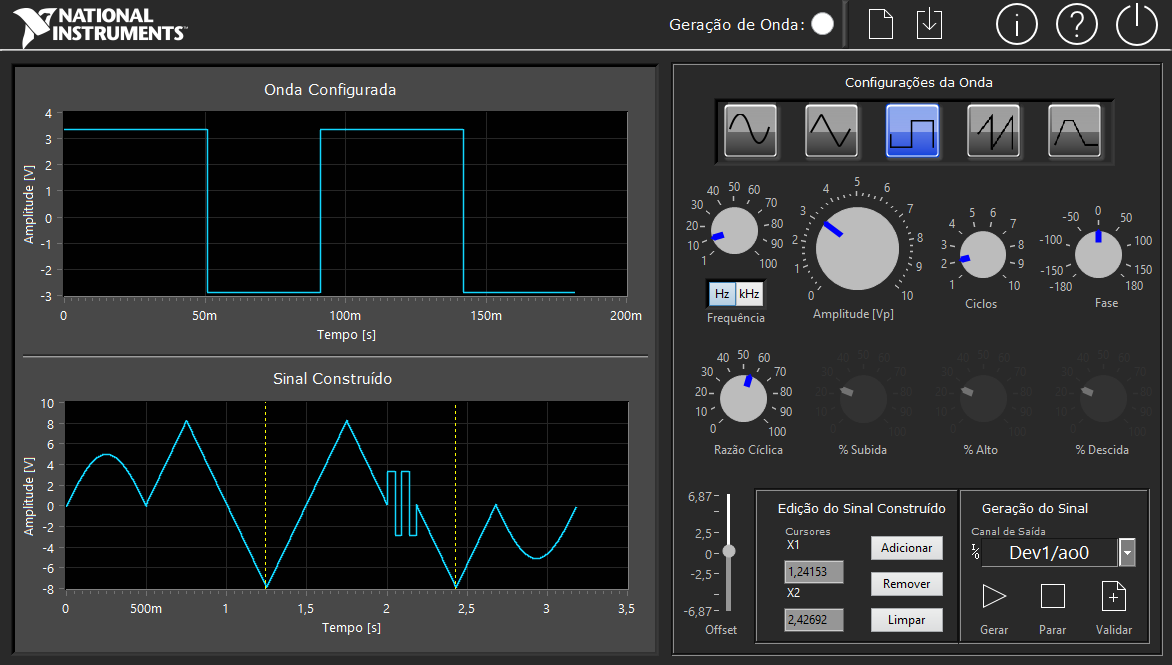 NATIONAL
INSTRUMENTS™
Geração de Onda:
Onda Configurada
Amplitude [V]
4
3
2
1
0
-1
-2
-3
0 50m 100m 150m 200m
Tempo [s]
Sinal Construído
Amplitude [V]
10
8
6
4
2
0
-2
-4
-6
-8
0 500m 1 1,5 2 2,5 3 3,5
Tempo [s]
Configurações da Onda
1 10 20 30 40 50 60 70 80 90 100
Hz kHz
Frequência
0 1 2 3 4 5 6 7 8 9 10
Amplitude [Vp]
1 2 3 4 5 6 7 8 9 10
Ciclos
-180 -150 -100 -50 0 50 100 150 180
Fase
0 10 20 30 40 50 60 70 80 90 100
Razão Cíclica
0 10 20 30 40 50 60 70 80 90 100
% Subida
0 10 20 30 40 50 60 70 80 90 100
% Alto
0 10 20 30 40 50 60 70 80 90 100
% Descida
6,87
2,5
0
-2,5
-6,87
Offset
Edição do Sinal Construído
Cursores
X1
1,24153
X2
2,42692
Adicionar
Remover
Limpar
Geração do Sinal
Canal de Saída
I/O Dev1/ao0
Gerar Parar Validar